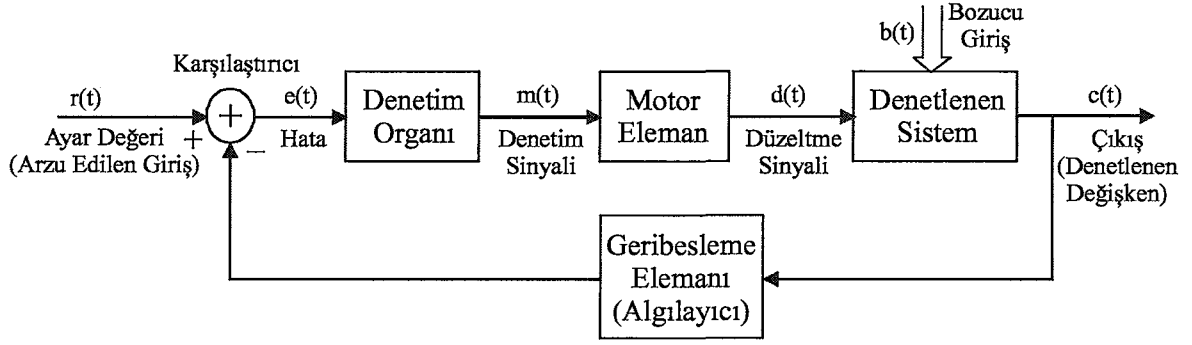 b(t)
Bozucu
Giriş
Karşılaştırıcı
r(t)
+
e(t)
Denetim
Organı
m(t)
Motor
Eleman
d(t)
Denetlenen
Sistem
c(t)
Ayar Değeri
(Arzu Edilen Giriş)
+
−
Hata
Denetim
Sinyali
Düzeltme
Sinyali
Çıkış
(Denetlenen
Değişken)
Geribesleme
Elemanı
(Algılayıcı)